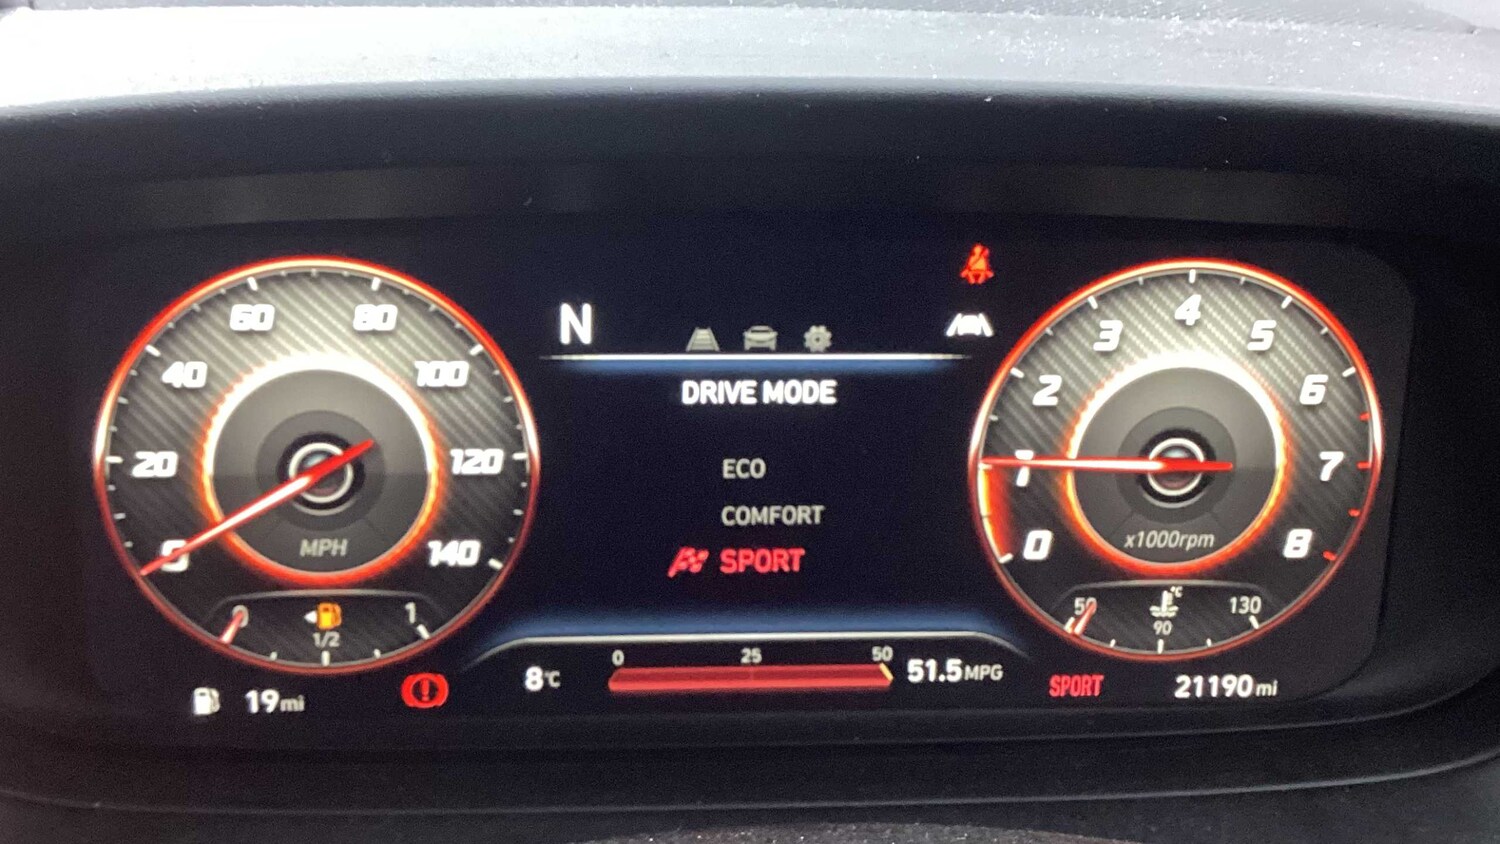 60 80
40 100
20 120
0 140
MPH
0 1/2 1
19mi
N
DRIVE MODE
ECO
COMFORT
SPORT
8°C
0 25 50
51.5MPG
4
3 5
2 6
1 7
0 8
x1000rpm
°C
50 90 130
SPORT
21190mi